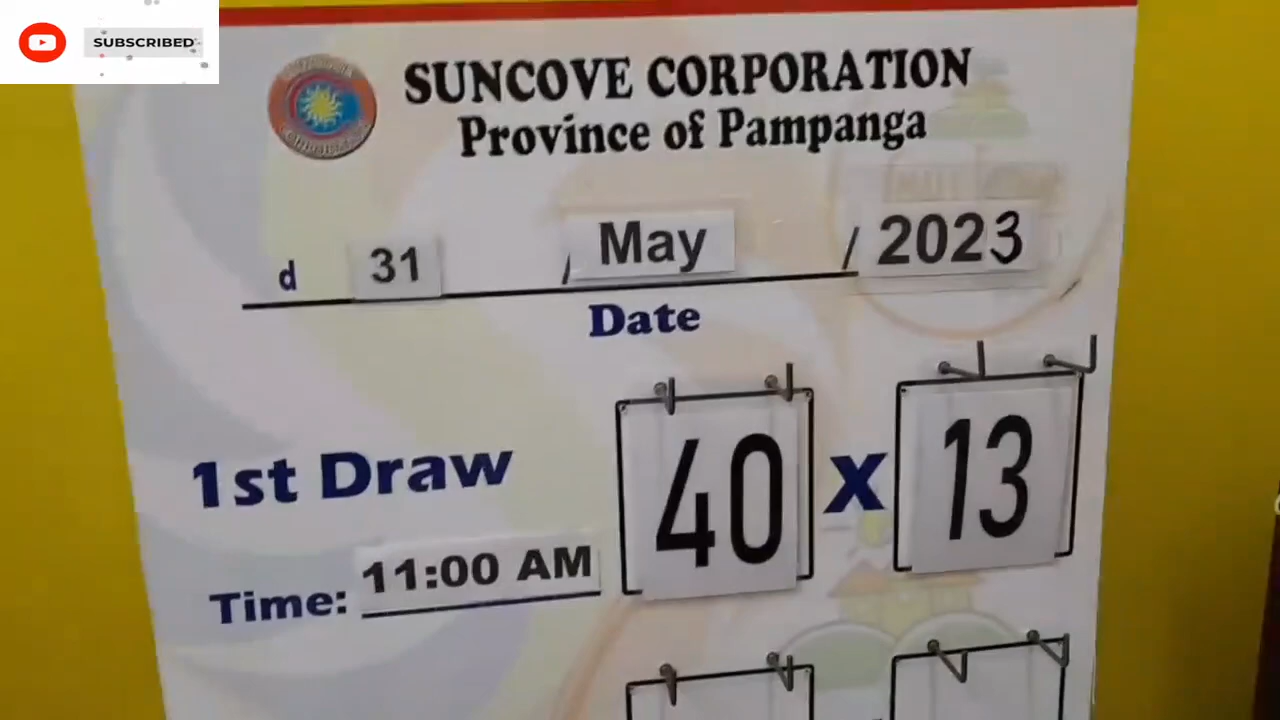 SUBSCRIBED
SUNCOVE CORPORATION
Province of Pampanga
d 31 / May / 2023
Date
1st Draw 40 x 13
Time: 11:00 AM